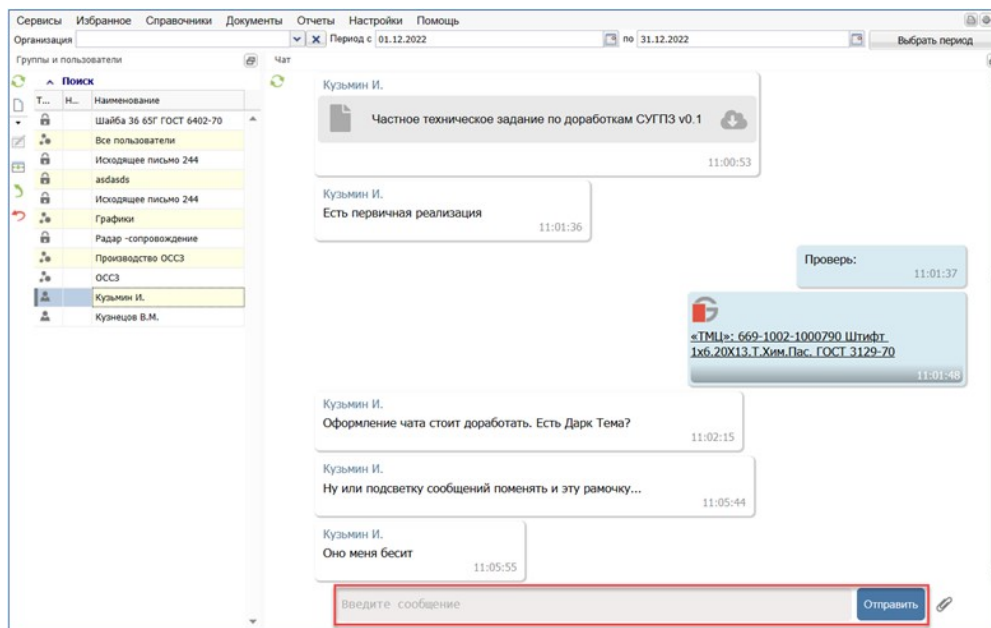 Сервисы Избранное Справочники Документы Отчеты Настройки Помощь
Организация Период с 01.12.2022 по 31.12.2022 Выбрать период
Группы и пользователи
Чат
Поиск
Т... Н... Наименование
Шайба 36 65Г ГОСТ 6402-70
Все пользователи
Исходящее письмо 244
asdasds
Исходящее письмо 244
Графики
Радар -сопровождение
Производство ОССЗ
ОССЗ
Кузьмин И.
Кузнецов В.М.
Кузьмин И.
Частное техническое задание по доработкам СУГПЗ v0.1
11:00:53
Кузьмин И.
Есть первичная реализация
11:01:36
Проверь:
11:01:37
«ТМЦ»: 669-1002-1000790 Штифт
1х6.20Х13.Т.Хим.Пас. ГОСТ 3129-70
11:01:48
Кузьмин И.
Оформление чата стоит доработать. Есть Дарк Тема?
11:02:15
Кузьмин И.
Ну или подсветку сообщений поменять и эту рамочку...
11:05:44
Кузьмин И.
Оно меня бесит
11:05:55
Введите сообщение
Отправить